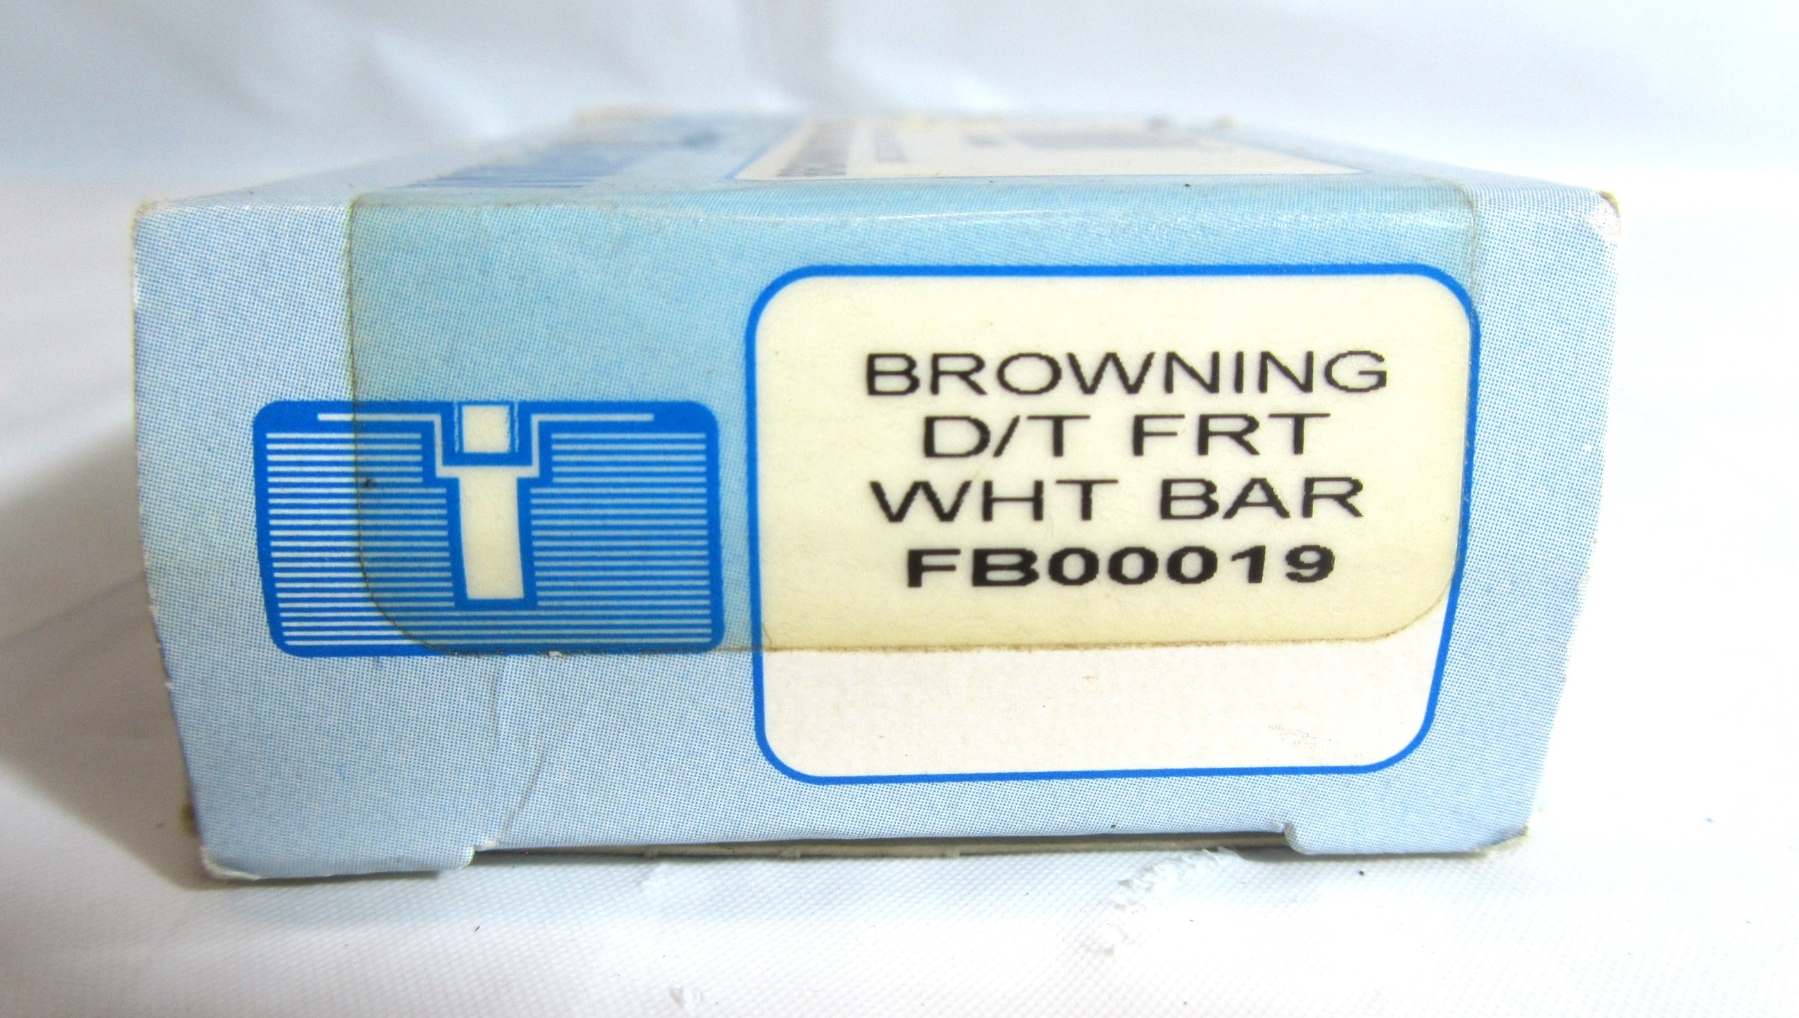 BROWNING
D/T FRT
WHT BAR
FB00019